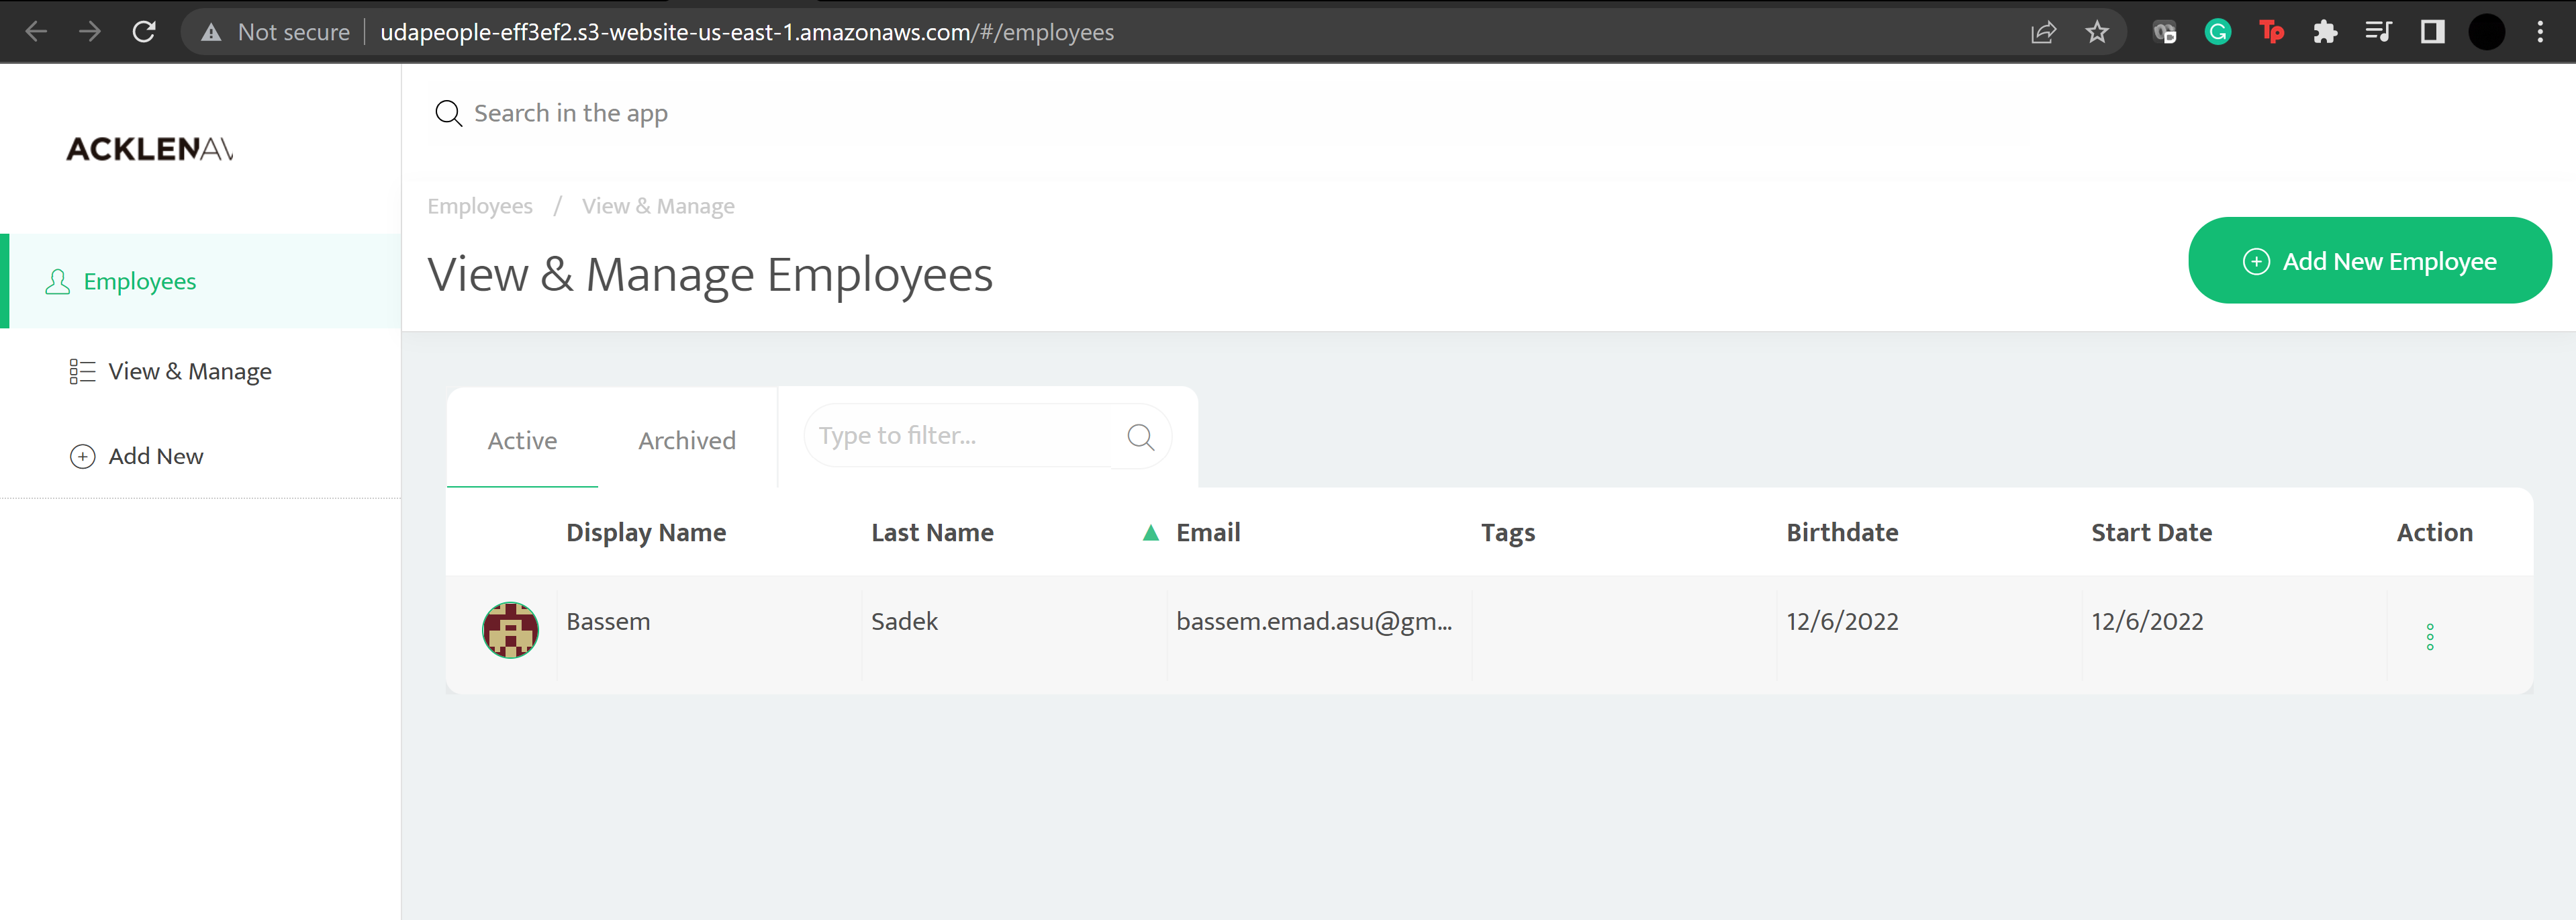 Not secure udapeople-eff3ef2.s3-website-us-east-1.amazonaws.com/#/employees
ACKLENAV
Search in the app
Employees / View & Manage
View & Manage Employees
Add New Employee
Employees
View & Manage
Add New
Active Archived Type to filter...
Display Name Last Name Email Tags Birthdate Start Date Action
Bassem Sadek bassem.emad.asu@gm... 12/6/2022 12/6/2022